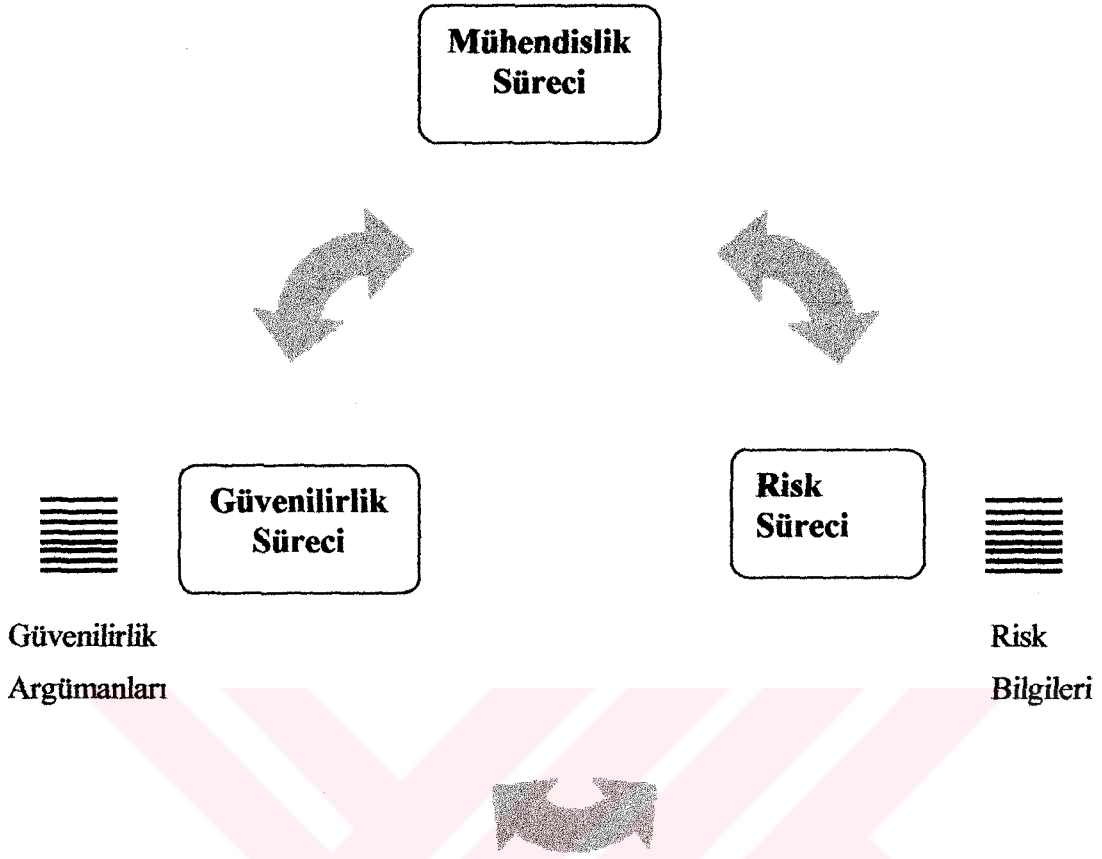 Mühendislik
Süreci
Güvenilirlik
Süreci
Risk
Süreci
Güvenilirlik
Argümanları
Risk
Bilgileri